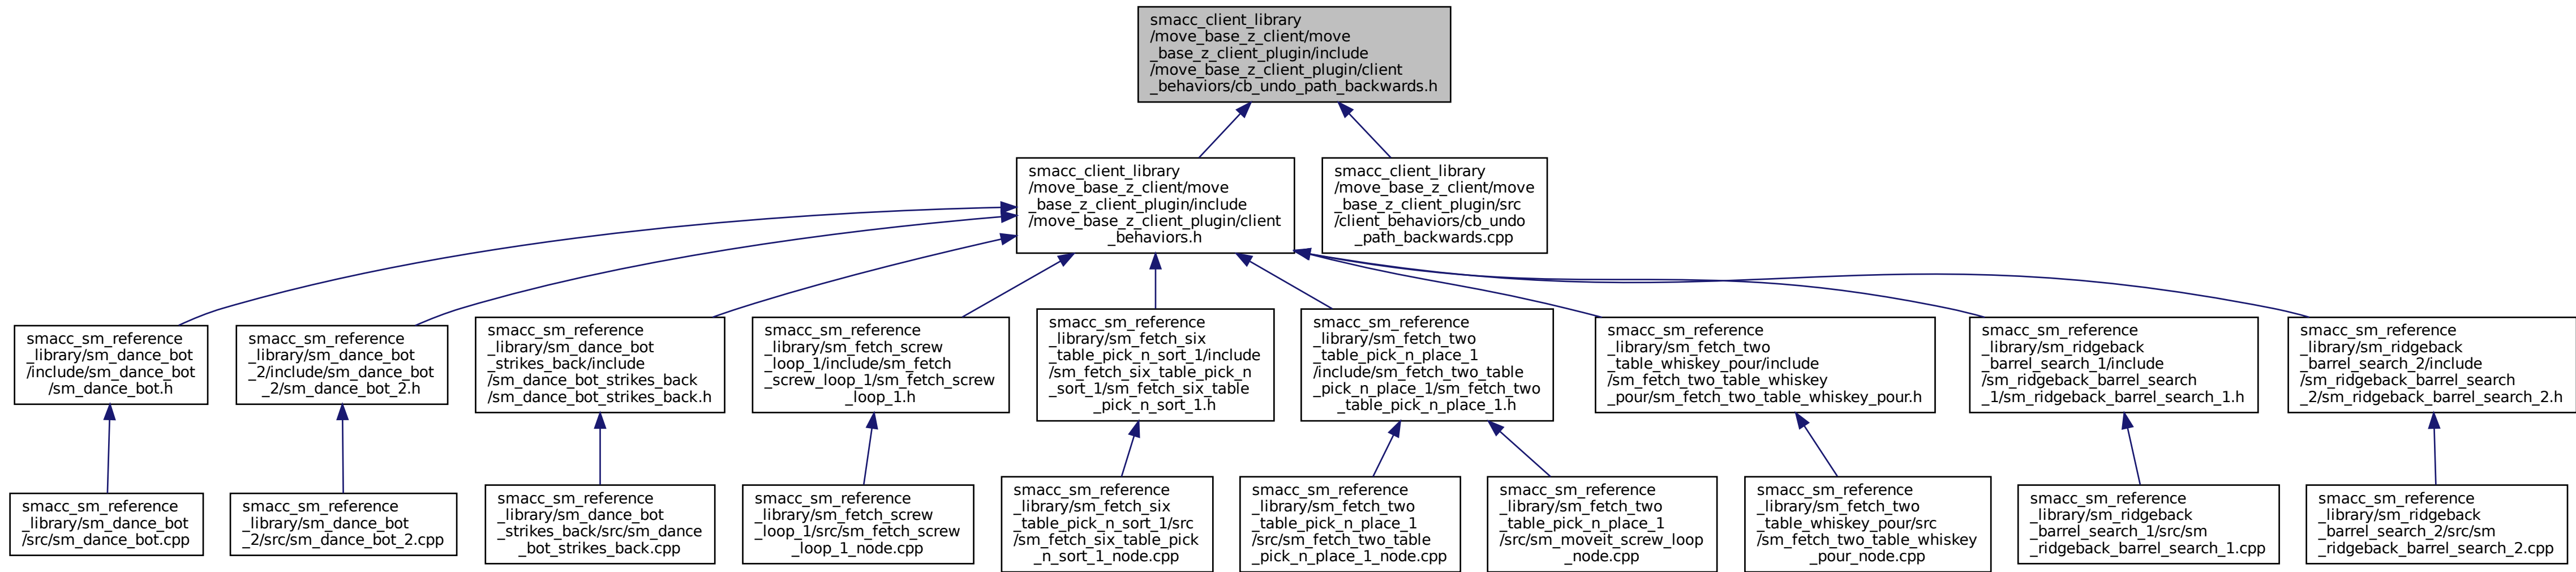 smacc_client_library
/move_base_z_client/move
_base_z_client_plugin/include
/move_base_z_client_plugin/client
_behaviors/cb_undo_path_backwards.h
smacc_client_library
/move_base_z_client/move
_base_z_client_plugin/include
/move_base_z_client_plugin/client
_behaviors.h
smacc_client_library
/move_base_z_client/move
_base_z_client_plugin/src
/client_behaviors/cb_undo
_path_backwards.cpp
smacc_sm_reference
_library/sm_dance_bot
/include/sm_dance_bot
/sm_dance_bot.h
smacc_sm_reference
_library/sm_dance_bot
_2/include/sm_dance_bot
_2/sm_dance_bot_2.h
smacc_sm_reference
_library/sm_dance_bot
_strikes_back/include
/sm_dance_bot_strikes_back
/sm_dance_bot_strikes_back.h
smacc_sm_reference
_library/sm_fetch_screw
_loop_1/include/sm_fetch
_screw_loop_1/sm_fetch_screw
_loop_1.h
smacc_sm_reference
_library/sm_fetch_six
_table_pick_n_sort_1/include
/sm_fetch_six_table_pick_n
_sort_1/sm_fetch_six_table
_pick_n_sort_1.h
smacc_sm_reference
_library/sm_fetch_two
_table_pick_n_place_1
/include/sm_fetch_two_table
_pick_n_place_1/sm_fetch_two
_table_pick_n_place_1.h
smacc_sm_reference
_library/sm_fetch_two
_table_whiskey_pour/include
/sm_fetch_two_table_whiskey
_pour/sm_fetch_two_table_whiskey_pour.h
smacc_sm_reference
_library/sm_ridgeback
_barrel_search_1/include
/sm_ridgeback_barrel_search
_1/sm_ridgeback_barrel_search_1.h
smacc_sm_reference
_library/sm_ridgeback
_barrel_search_2/include
/sm_ridgeback_barrel_search
_2/sm_ridgeback_barrel_search_2.h
smacc_sm_reference
_library/sm_dance_bot
/src/sm_dance_bot.cpp
smacc_sm_reference
_library/sm_dance_bot
_2/src/sm_dance_bot_2.cpp
smacc_sm_reference
_library/sm_dance_bot
_strikes_back/src/sm_dance
_bot_strikes_back.cpp
smacc_sm_reference
_library/sm_fetch_screw
_loop_1/src/sm_fetch_screw
_loop_1_node.cpp
smacc_sm_reference
_library/sm_fetch_six
_table_pick_n_sort_1/src
/sm_fetch_six_table_pick
_n_sort_1_node.cpp
smacc_sm_reference
_library/sm_fetch_two
_table_pick_n_place_1
/src/sm_fetch_two_table
_pick_n_place_1_node.cpp
smacc_sm_reference
_library/sm_fetch_two
_table_pick_n_place_1
/src/sm_moveit_screw_loop
_node.cpp
smacc_sm_reference
_library/sm_fetch_two
_table_whiskey_pour/src
/sm_fetch_two_table_whiskey
_pour_node.cpp
smacc_sm_reference
_library/sm_ridgeback
_barrel_search_1/src/sm
_ridgeback_barrel_search_1.cpp
smacc_sm_reference
_library/sm_ridgeback
_barrel_search_2/src/sm
_ridgeback_barrel_search_2.cpp